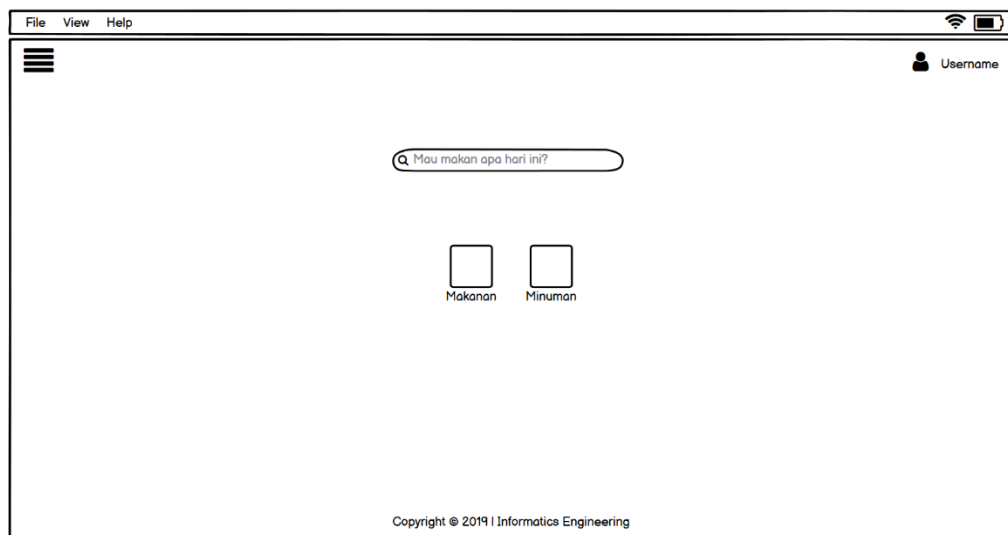 File View Help
Username
Mau makan apa hari ini?
Makanan Minuman
Copyright © 2019 | Informatics Engineering